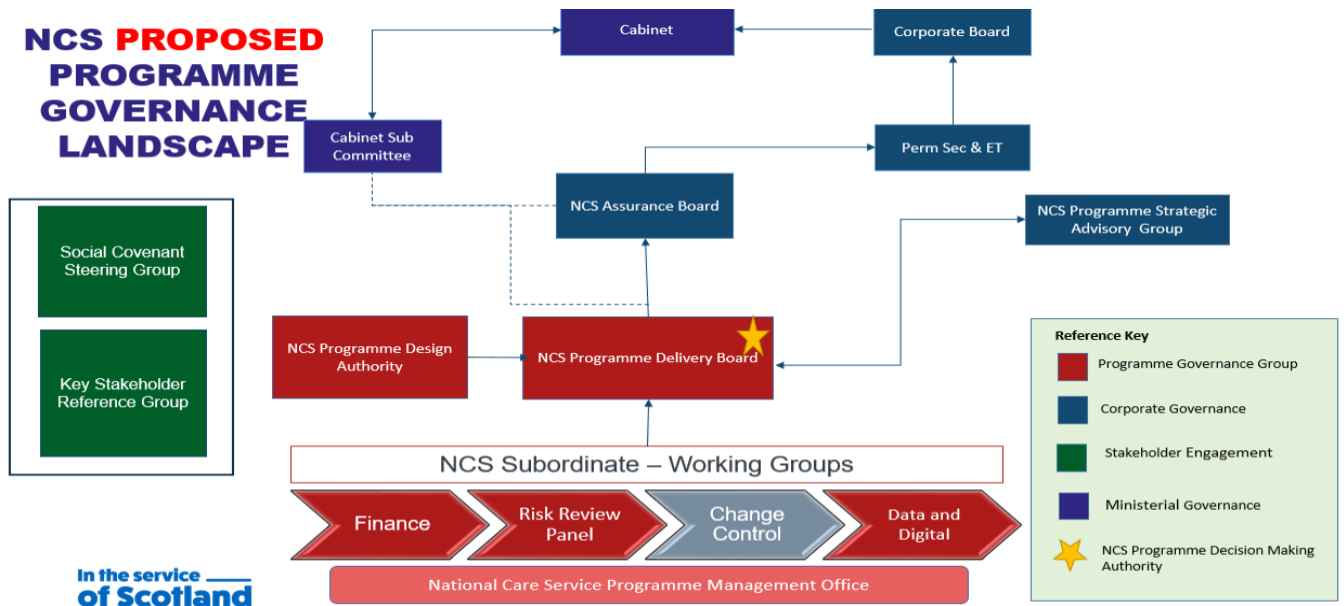 NCS PROPOSED
PROGRAMME
GOVERNANCE
LANDSCAPE
Cabinet
Corporate Board
Cabinet Sub
Committee
Perm Sec & ET
NCS Assurance Board
NCS Programme Strategic
Advisory Group
Social Covenant
Steering Group
Key Stakeholder
Reference Group
NCS Programme Design
Authority
NCS Programme Delivery Board
NCS Subordinate – Working Groups
Finance
Risk Review
Panel
Change
Control
Data and
Digital
National Care Service Programme Management Office
Reference Key
Programme Governance Group
Corporate Governance
Stakeholder Engagement
Ministerial Governance
NCS Programme Decision Making
Authority
In the service
of Scotland